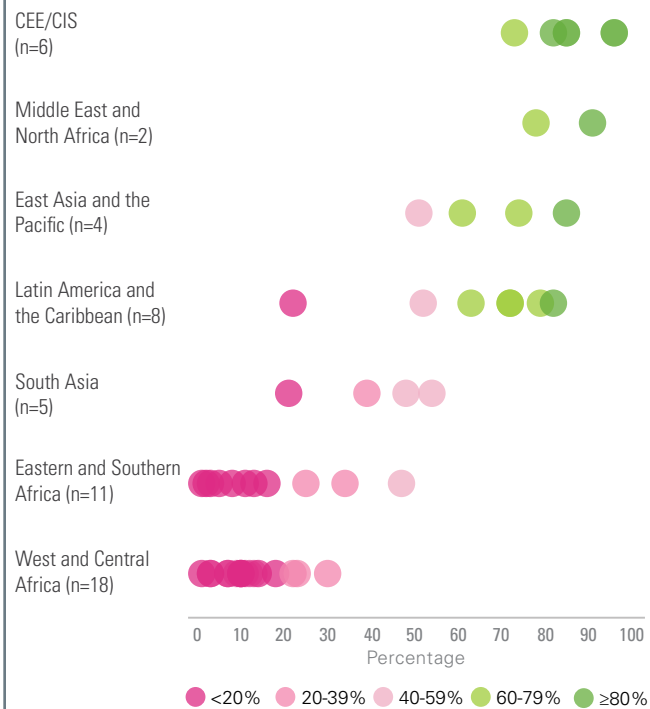 CEE/CIS
(n=6)
Middle East and
North Africa (n=2)
East Asia and the
Pacific (n=4)
Latin America and
the Caribbean (n=8)
South Asia
(n=5)
Eastern and Southern
Africa (n=11)
West and Central
Africa (n=18)
0 10 20 30 40 50 60 70 80 90 100
Percentage
<20% 20-39% 40-59% 60-79% ≥80%